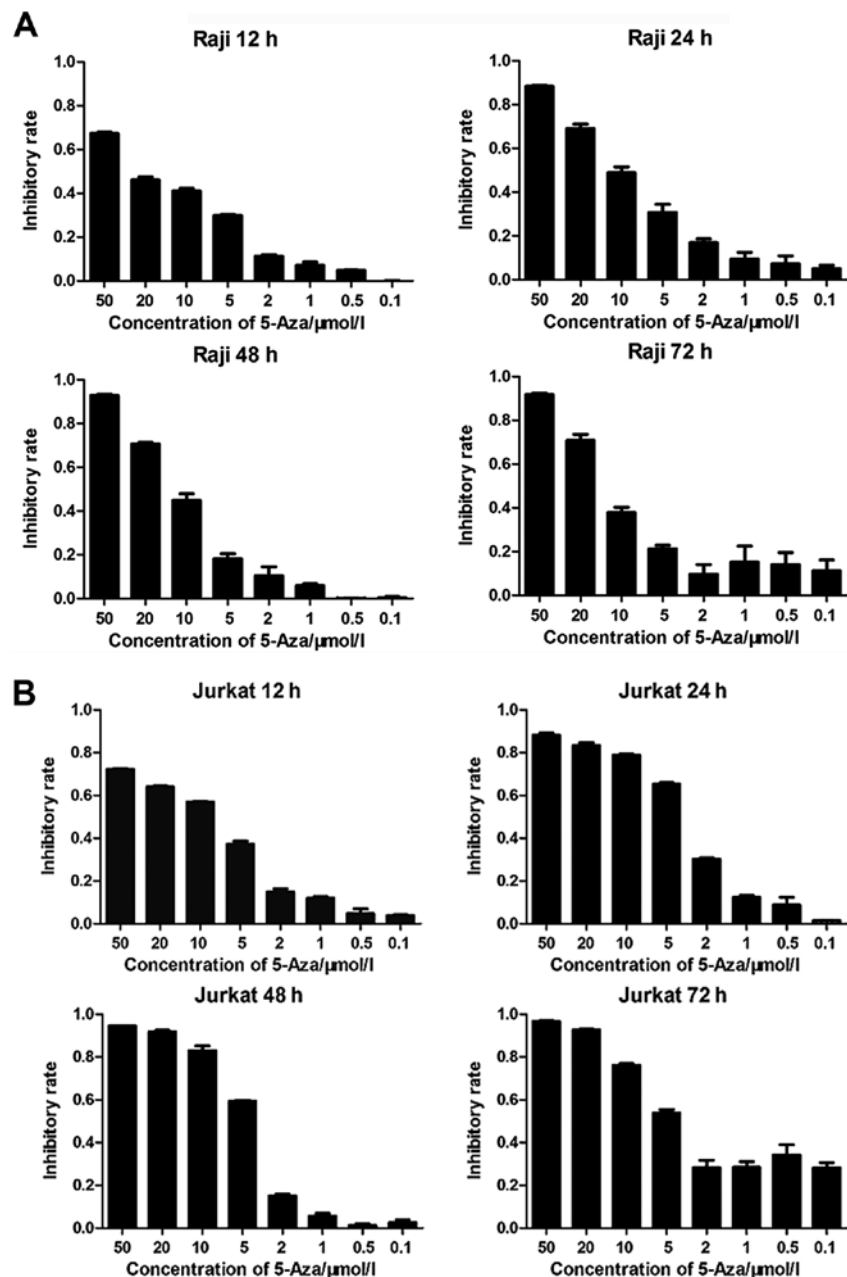 A
Raji 12 h
Inhibitory rate
1.0
0.8
0.6
0.4
0.2
0.0
50 20 10 5 2 1 0.5 0.1
Concentration of 5-Aza/µmol/l
Raji 24 h
Inhibitory rate
1.0
0.8
0.6
0.4
0.2
0.0
50 20 10 5 2 1 0.5 0.1
Concentration of 5-Aza/µmol/l
Raji 48 h
Inhibitory rate
1.0
0.8
0.6
0.4
0.2
0.0
50 20 10 5 2 1 0.5 0.1
Concentration of 5-Aza/µmol/l
Raji 72 h
Inhibitory rate
1.0
0.8
0.6
0.4
0.2
0.0
50 20 10 5 2 1 0.5 0.1
Concentration of 5-Aza/µmol/l
B
Jurkat 12 h
Inhibitory rate
1.0
0.8
0.6
0.4
0.2
0.0
50 20 10 5 2 1 0.5 0.1
Concentration of 5-Aza/µmol/l
Jurkat 24 h
Inhibitory rate
1.0
0.8
0.6
0.4
0.2
0.0
50 20 10 5 2 1 0.5 0.1
Concentration of 5-Aza/µmol/l
Jurkat 48 h
Inhibitory rate
1.0
0.8
0.6
0.4
0.2
0.0
50 20 10 5 2 1 0.5 0.1
Concentration of 5-Aza/µmol/l
Jurkat 72 h
Inhibitory rate
1.0
0.8
0.6
0.4
0.2
0.0
50 20 10 5 2 1 0.5 0.1
Concentration of 5-Aza/µmol/l